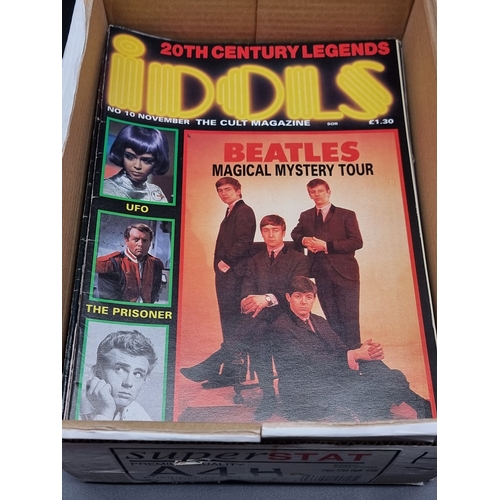 20TH CENTURY LEGENDS
iDOLS
NO 10 NOVEMBER THE CULT MAGAZINE £1.30
BEATLES
MAGICAL MYSTERY TOUR
UFO
THE PRISONER
superSTAT